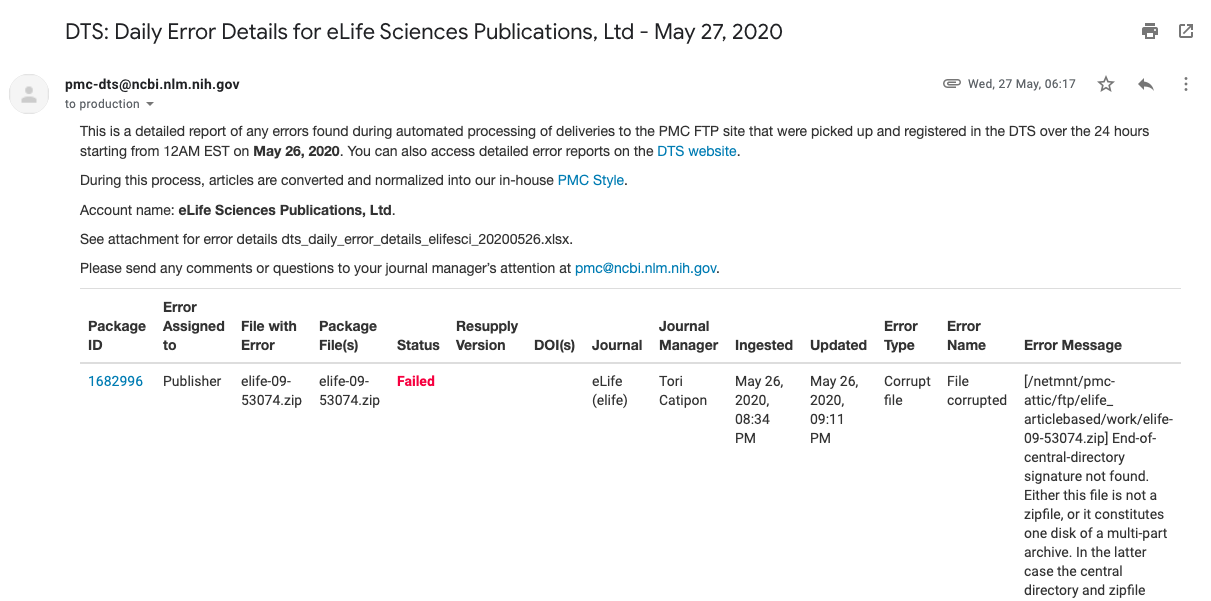 DTS: Daily Error Details for eLife Sciences Publications, Ltd - May 27, 2020
pmc-dts@ncbi.nlm.nih.gov
Wed, 27 May, 06:17
to production
This is a detailed report of any errors found during automated processing of deliveries to the PMC FTP site that were picked up and registered in the DTS over the 24 hours
starting from 12AM EST on May 26, 2020. You can also access detailed error reports on the DTS website.
During this process, articles are converted and normalized into our in-house PMC Style.
Account name: eLife Sciences Publications, Ltd.
See attachment for error details dts_daily_error_details_elifesci_20200526.xlsx.
Please send any comments or questions to your journal manager's attention at pmc@ncbi.nlm.nih.gov.
Package
ID
Error
Assigned
to
File with
Error
Package
File(s)
Status
Resupply
Version
DOI(s)
Journal
Journal
Manager
Ingested
Updated
Error
Type
Error
Name
Error Message
1682996
Publisher
elife-09-
53074.zip
elife-09-
53074.zip
Failed
eLife
(elife)
Tori
Catipon
May 26,
2020,
08:34
PM
May 26,
2020,
09:11
PM
Corrupt
file
File
corrupted
[/netmnt/pmc-
attic/ftp/elife_
articlebased/work/elife-
09-53074.zip] End-of-
central-directory
signature not found.
Either this file is not a
zipfile, or it constitutes
one disk of a multi-part
archive. In the latter
case the central
directory and zipfile